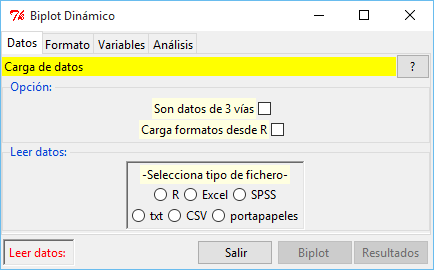 Biplot Dinámico
Datos Formato Variables Análisis
Carga de datos ?
Opción:
Son datos de 3 vías
Carga formatos desde R
Leer datos:
-Selecciona tipo de fichero-
R Excel SPSS
txt CSV portapapeles
Leer datos: Salir Biplot Resultados